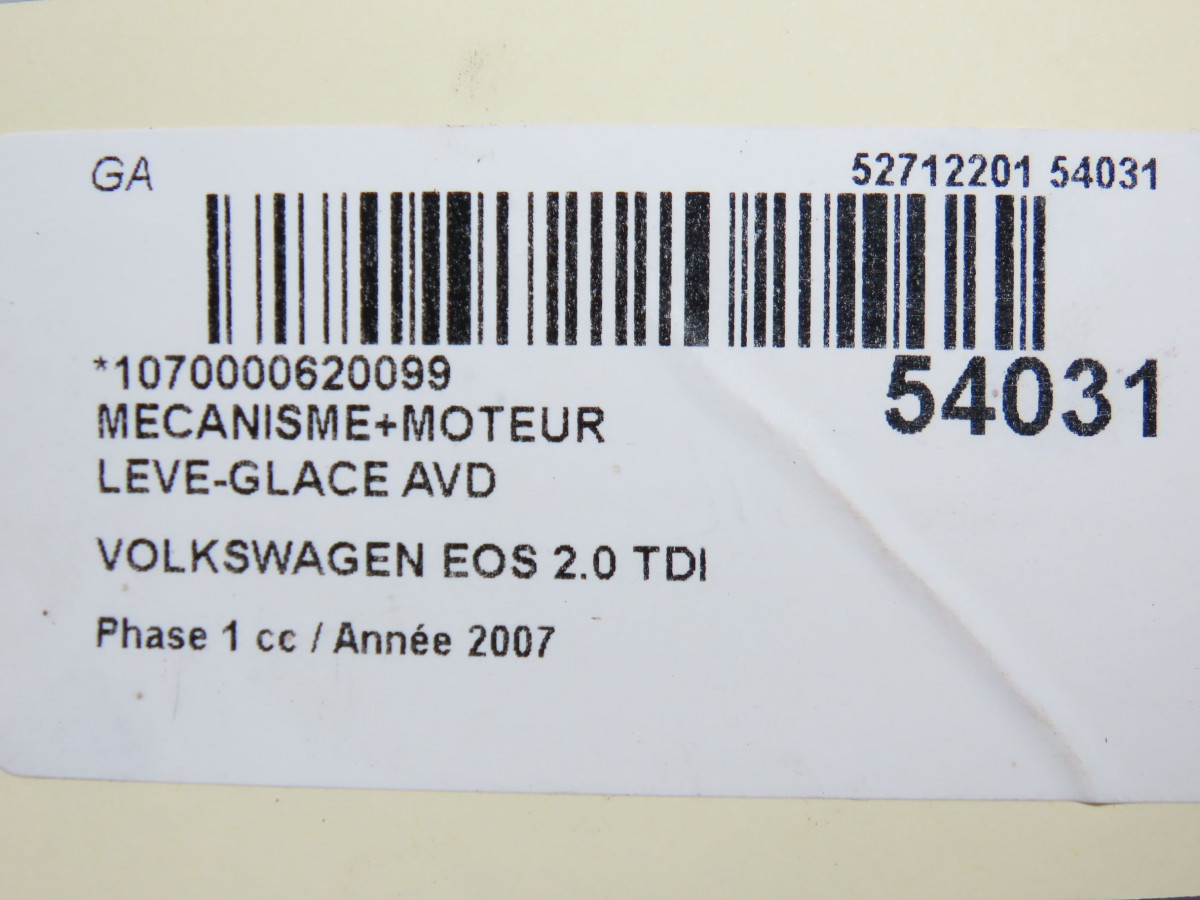 GA
52712201 54031
*1070000620099
54031
MECANISME+MOTEUR
LEVE-GLACE AVD
VOLKSWAGEN EOS 2.0 TDI
Phase 1 cc / Année 2007